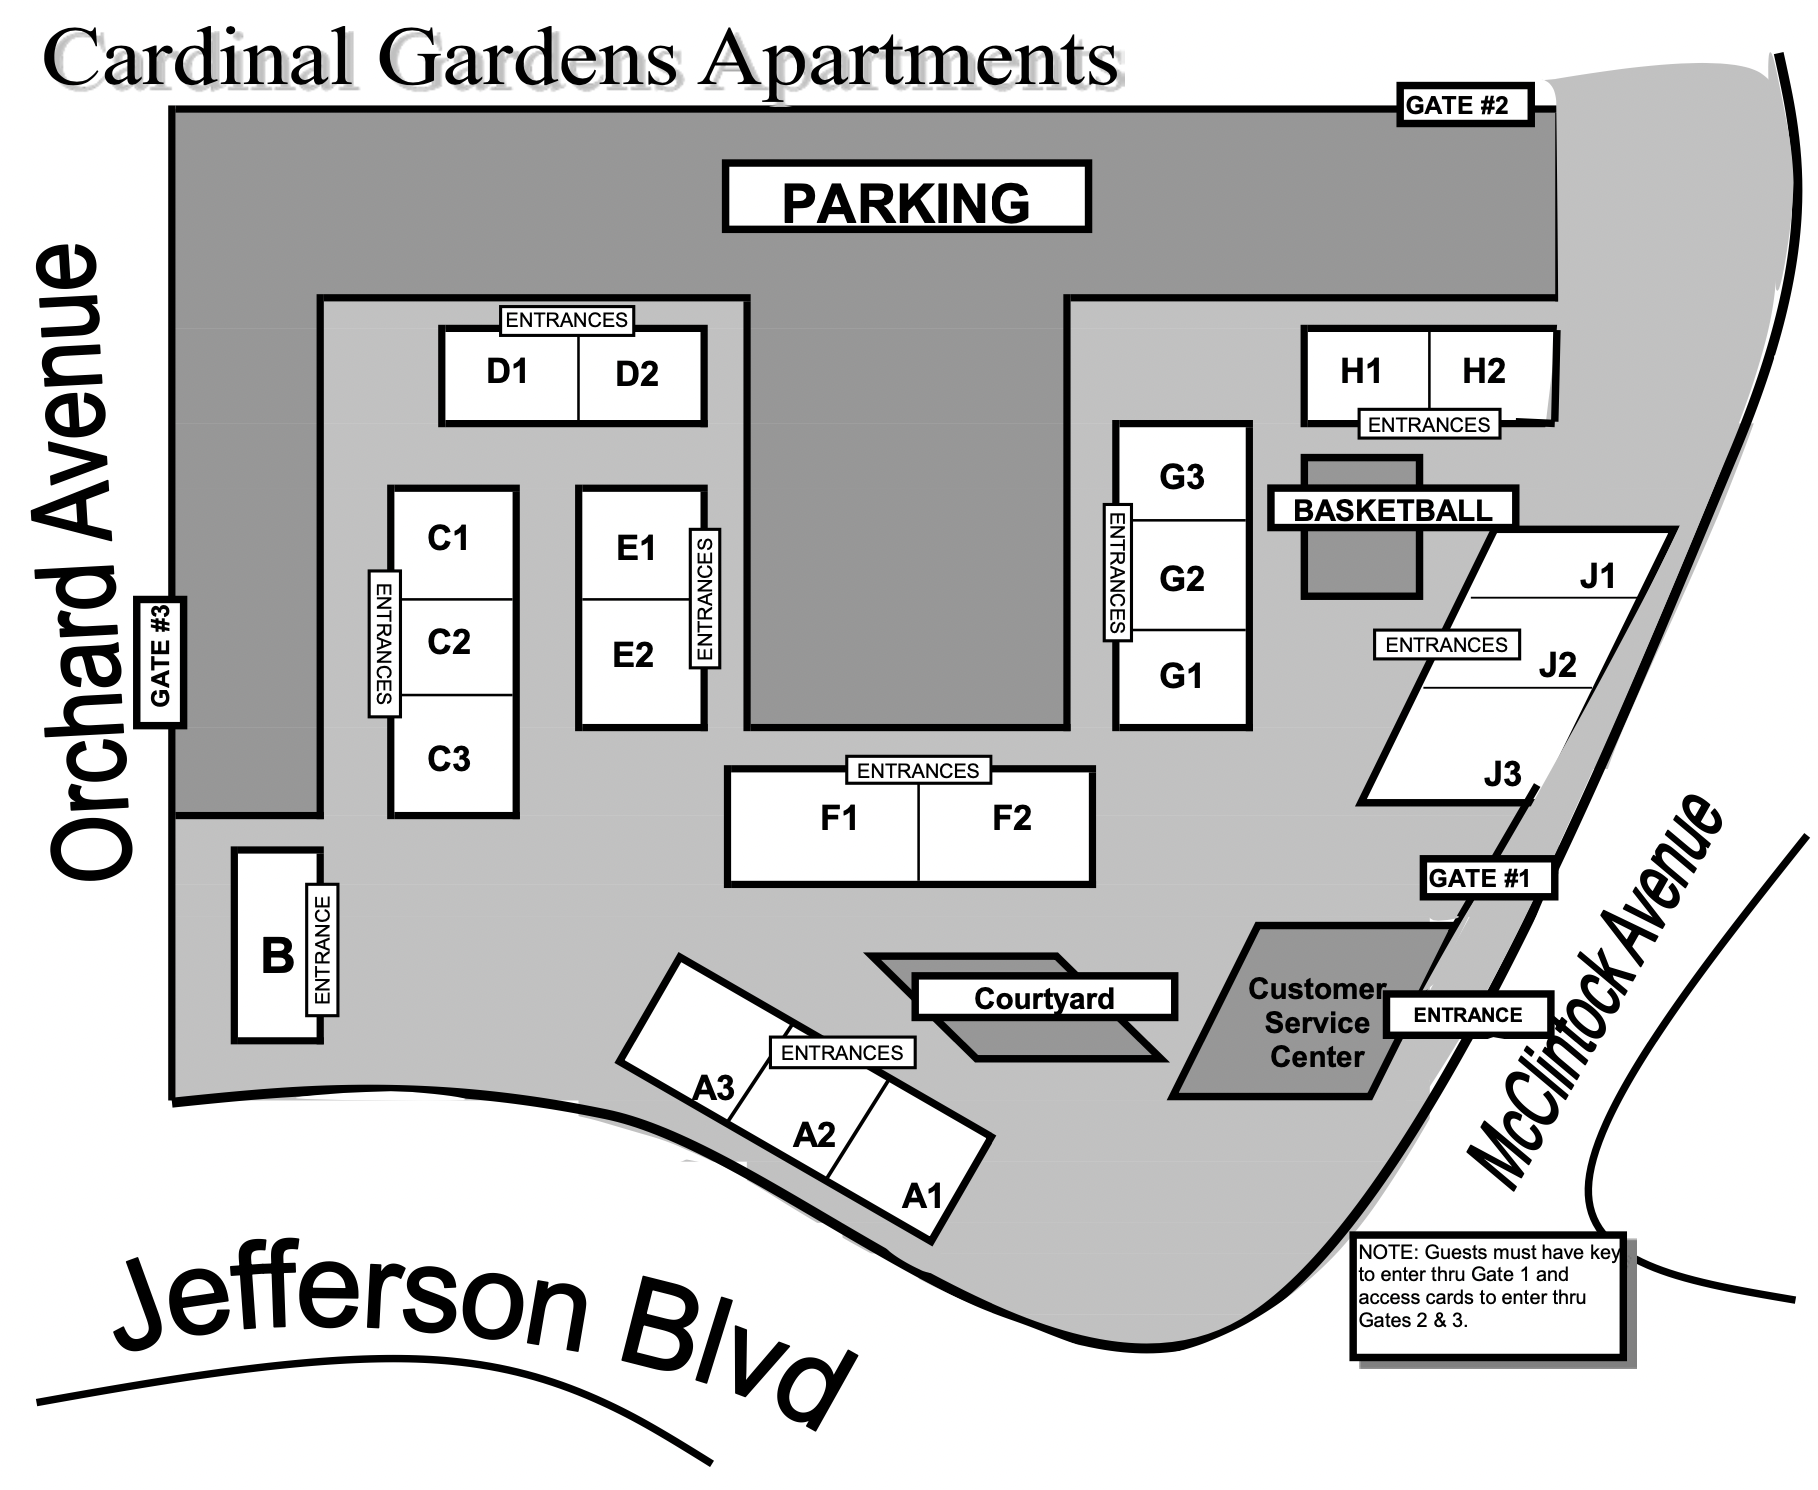 Cardinal Gardens Apartments
GATE #2
PARKING
Orchard Avenue
ENTRANCES
D1
D2
H1
H2
ENTRANCES
G3
G2
G1
ENTRANCES
BASKETBALL
C1
C2
C3
ENTRANCES
E1
E2
ENTRANCES
J1
J2
J3
ENTRANCES
GATE #3
ENTRANCES
F1
F2
GATE #1
B
ENTRANCE
Courtyard
Customer
Service
Center
ENTRANCE
McClintock Avenue
ENTRANCES
A3
A2
A1
Jefferson Blvd
NOTE: Guests must have key
to enter thru Gate 1 and
access cards to enter thru
Gates 2 & 3.